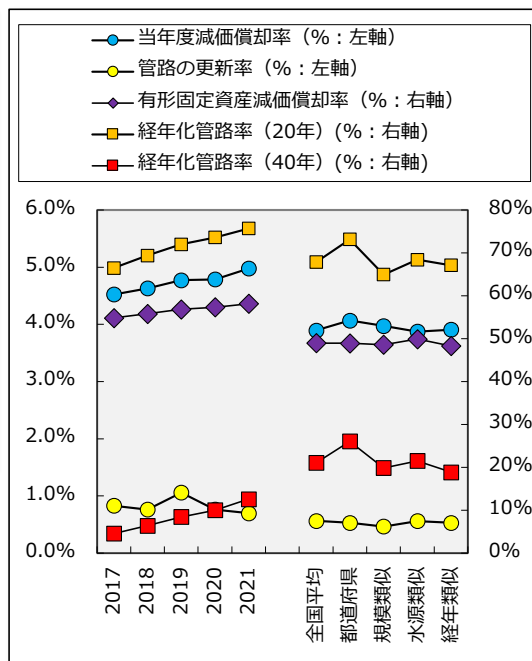 当年度減価償却率（%：左軸）
管路の更新率（%：左軸）
有形固定資産減価償却率（%：右軸）
経年化管路率（20年）(%：右軸)
経年化管路率（40年）(%：右軸)
6.0%
5.0%
4.0%
3.0%
2.0%
1.0%
0.0%
80%
70%
60%
50%
40%
30%
20%
10%
0%
2017
2018
2019
2020
2021
全国平均
都道府県
規模類似
水源類似
経年類似